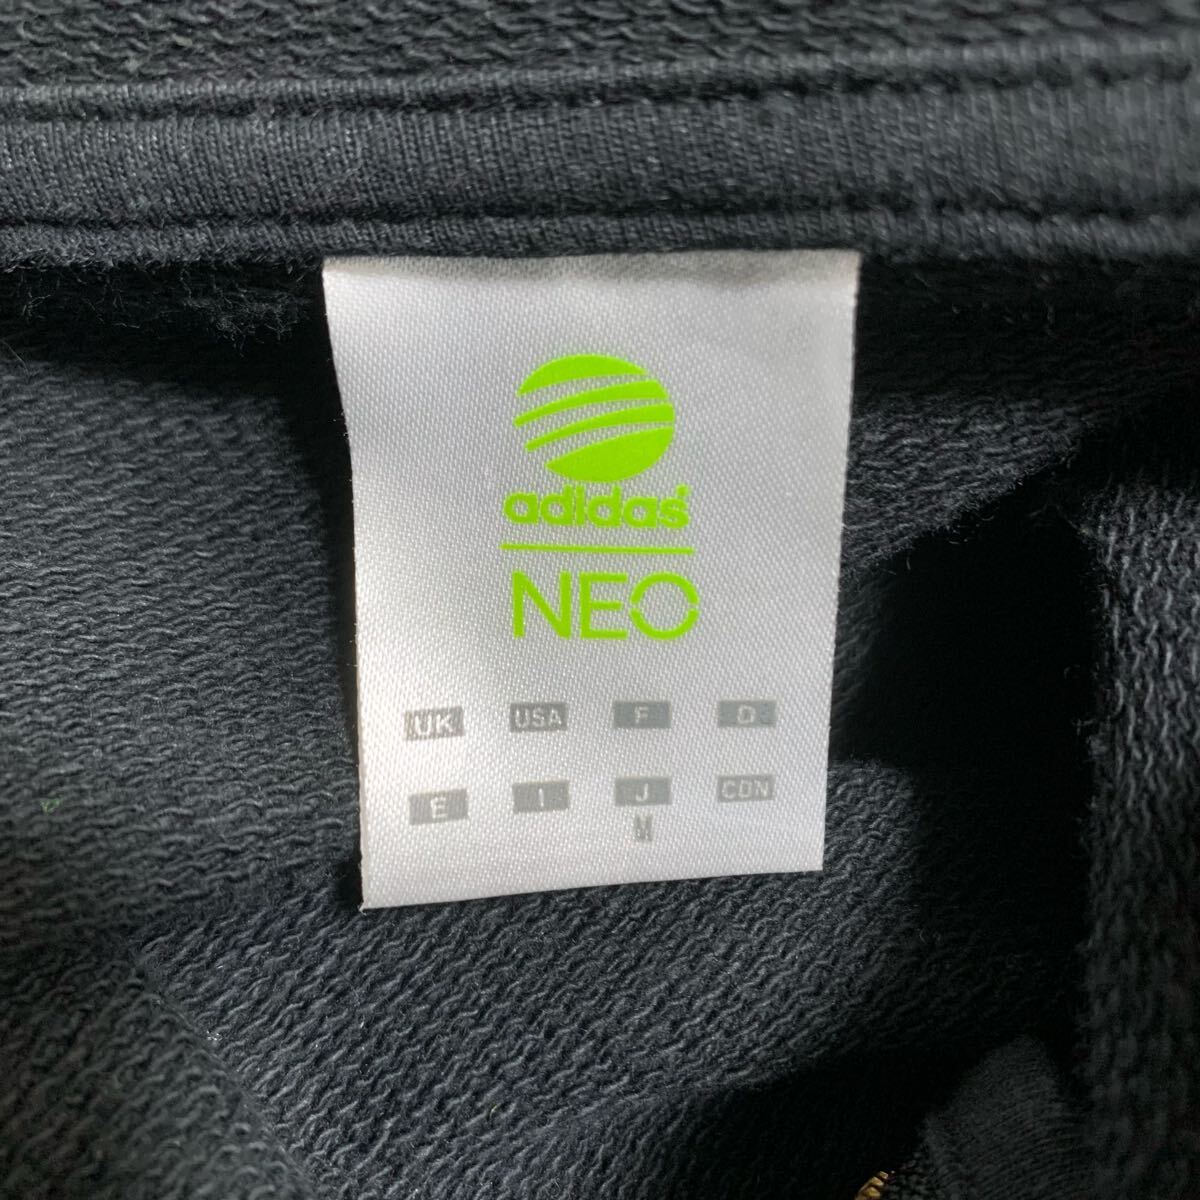 adidas®
NEO
UK USA F D
E I J CDN
M